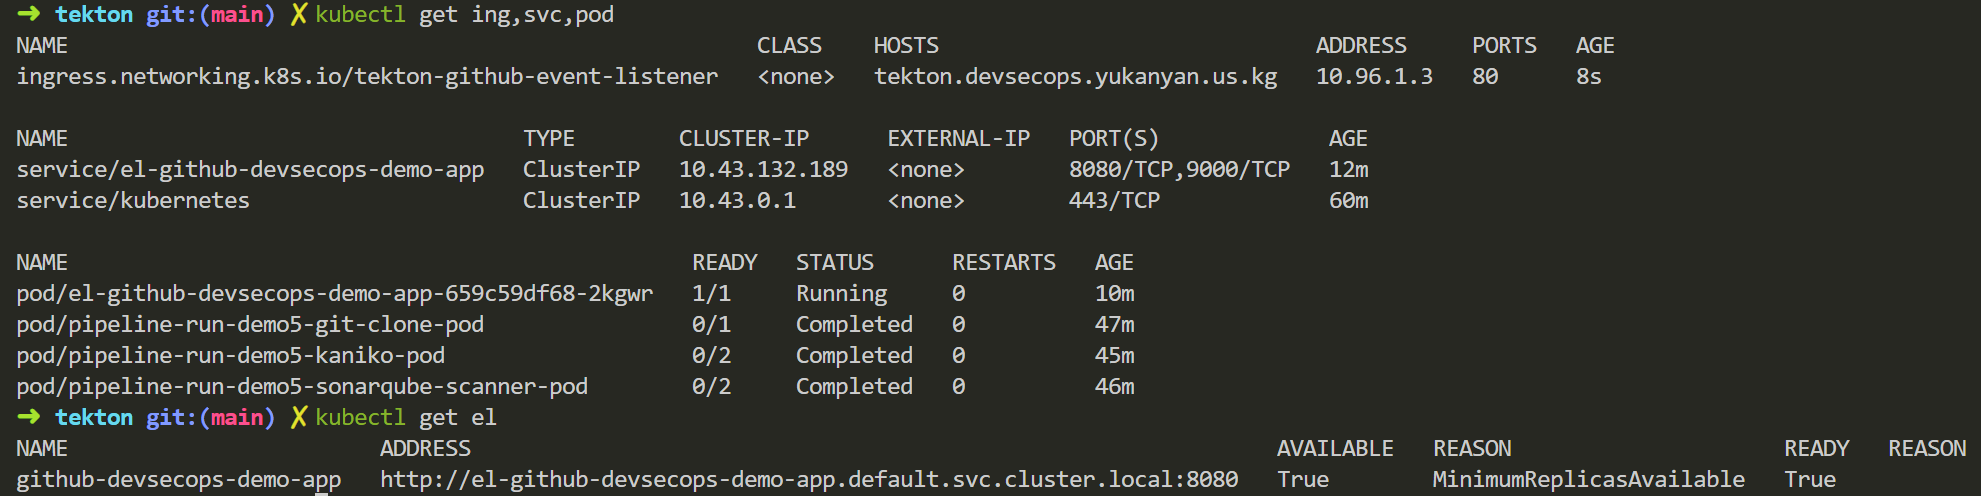 ➜ tekton git:(main) ✗ kubectl get ing,svc,pod
NAME CLASS HOSTS ADDRESS PORTS AGE
ingress.networking.k8s.io/tekton-github-event-listener <none> tekton.devsecops.yukanyan.us.kg 10.96.1.3 80 8s
NAME TYPE CLUSTER-IP EXTERNAL-IP PORT(S) AGE
service/el-github-devsecops-demo-app ClusterIP 10.43.132.189 <none> 8080/TCP,9000/TCP 12m
service/kubernetes ClusterIP 10.43.0.1 <none> 443/TCP 60m
NAME READY STATUS RESTARTS AGE
pod/el-github-devsecops-demo-app-659c59df68-2kgwr 1/1 Running 0 10m
pod/pipeline-run-demo5-git-clone-pod 0/1 Completed 0 47m
pod/pipeline-run-demo5-kaniko-pod 0/2 Completed 0 45m
pod/pipeline-run-demo5-sonarqube-scanner-pod 0/2 Completed 0 46m
➜ tekton git:(main) ✗ kubectl get el
NAME ADDRESS AVAILABLE REASON READY REASON
github-devsecops-demo-app http://el-github-devsecops-demo-app.default.svc.cluster.local:8080 True MinimumReplicasAvailable True